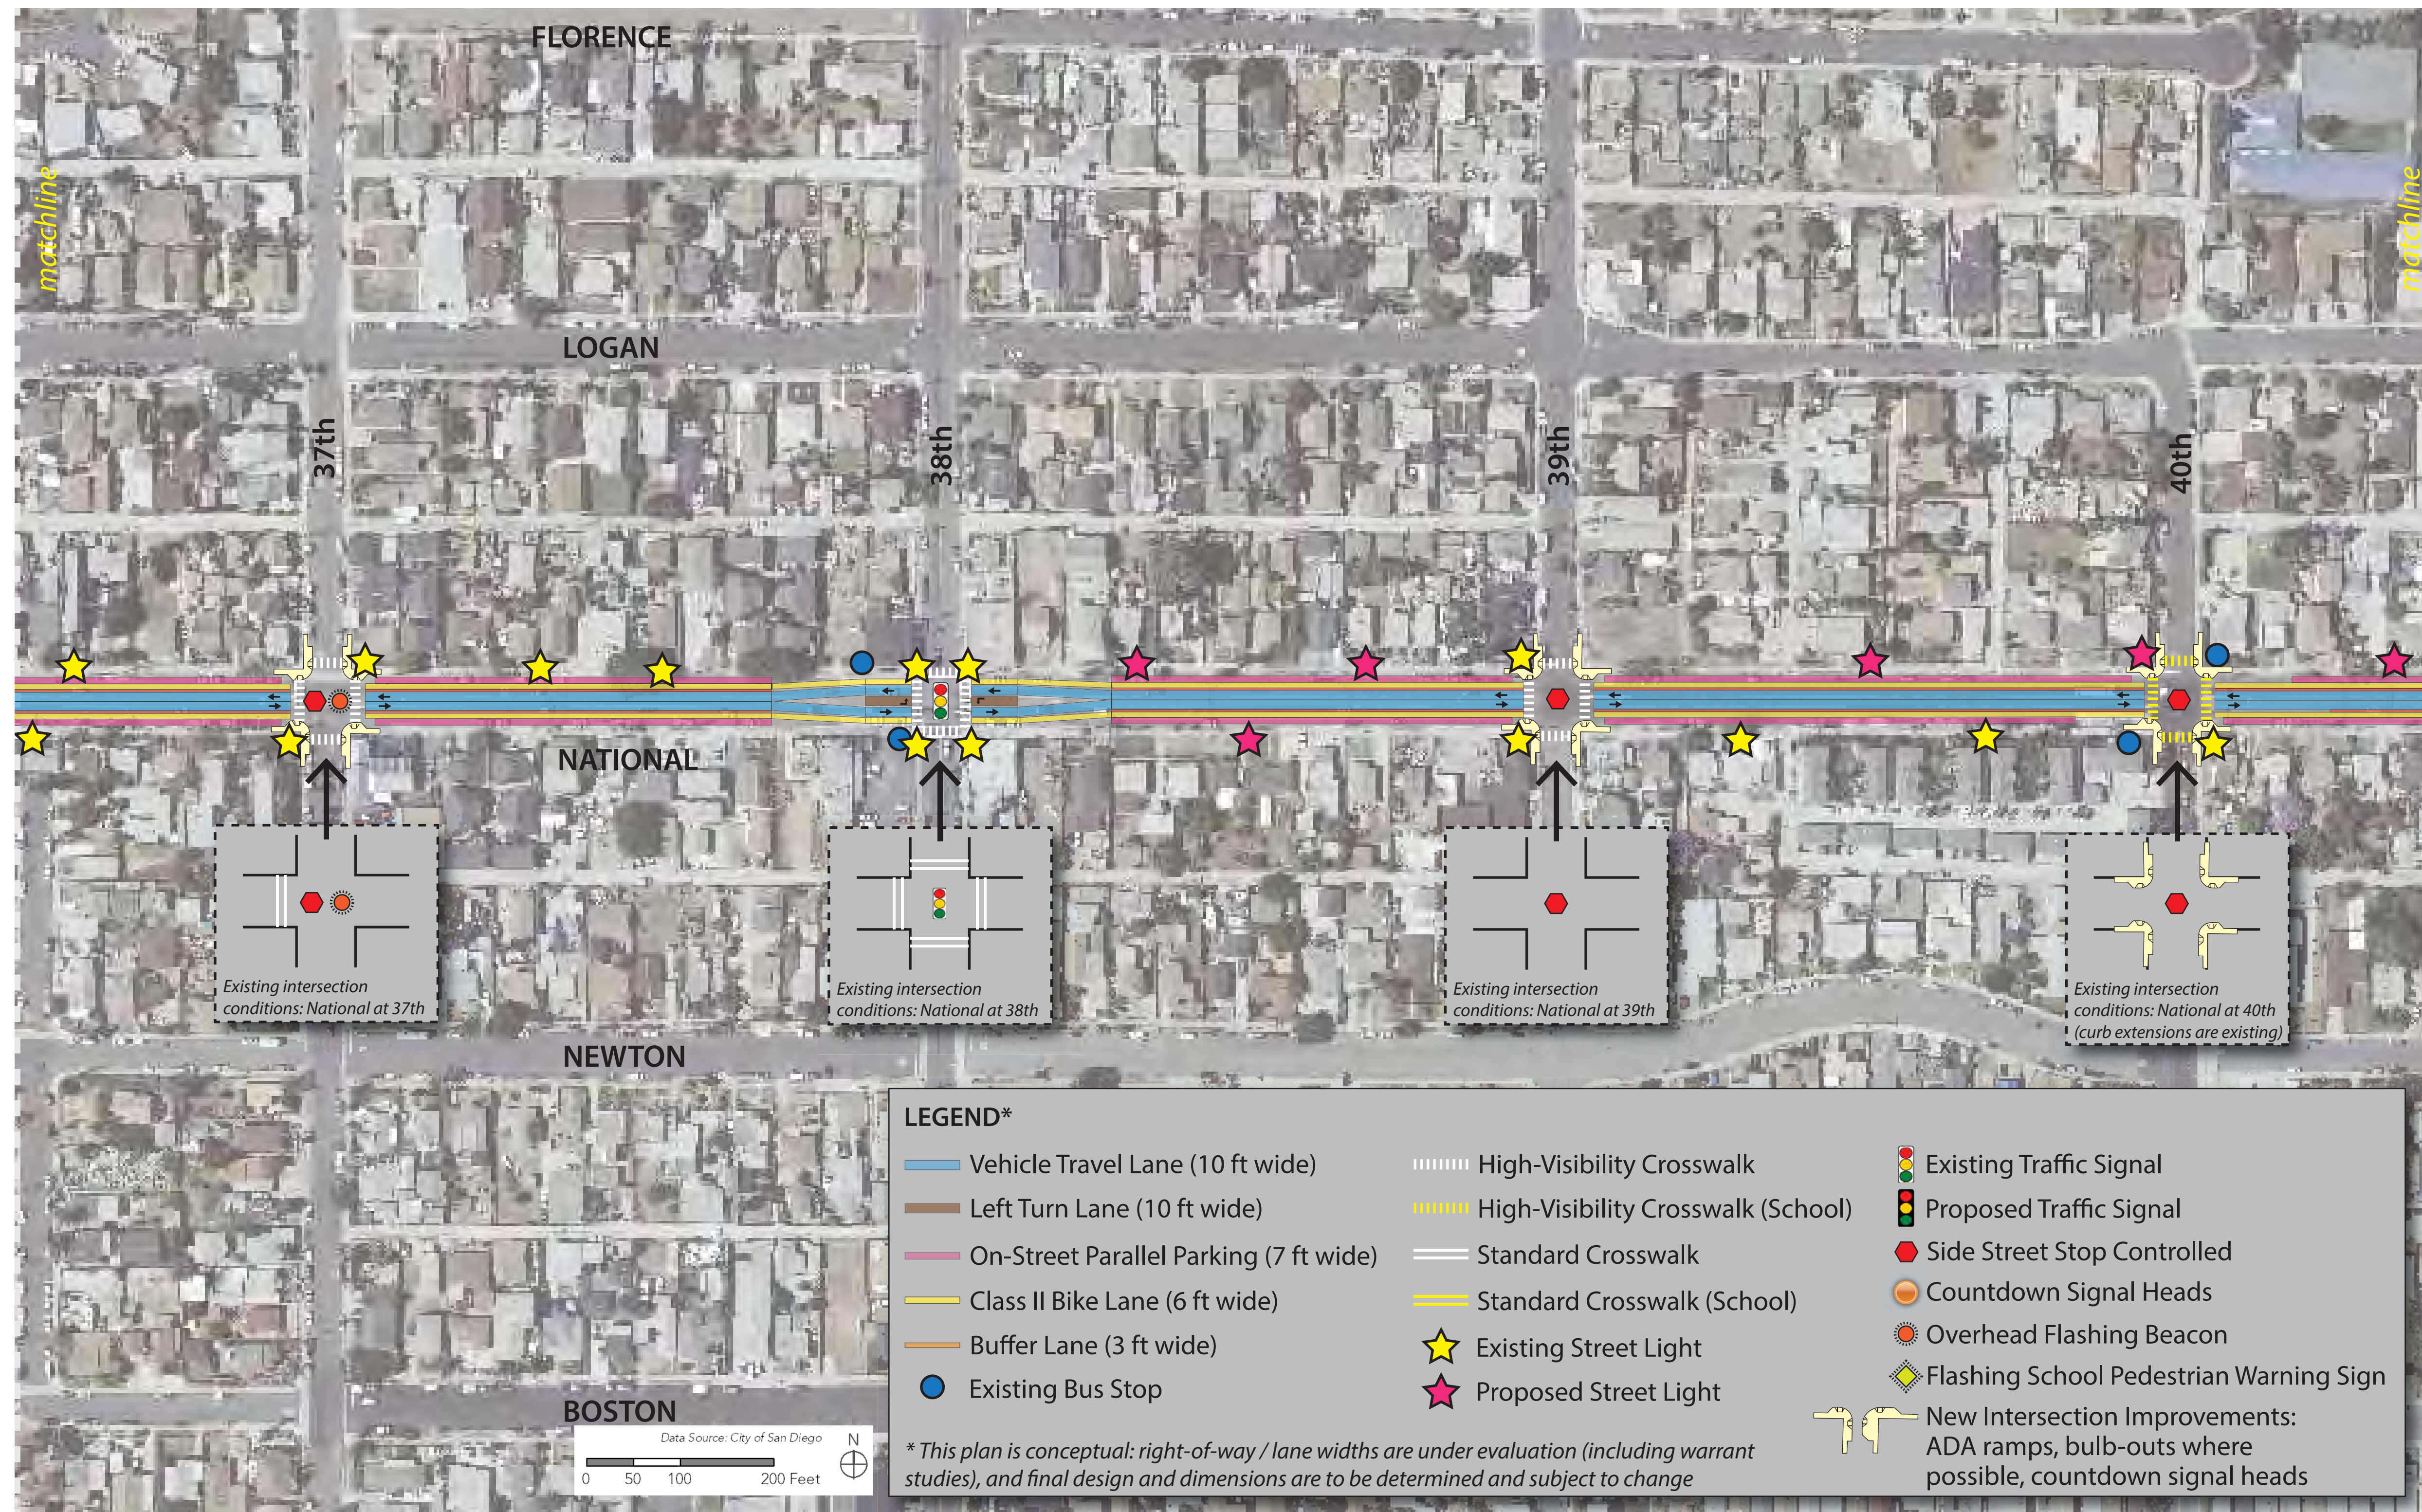 FLORENCE
matchline
matchline
LOGAN
37th
38th
39th
40th
NATIONAL
Existing intersection
conditions: National at 37th
Existing intersection
conditions: National at 38th
Existing intersection
conditions: National at 39th
Existing intersection
conditions: National at 40th
(curb extensions are existing)
NEWTON
BOSTON
Data Source: City of San Diego
N
0 50 100 200 Feet
LEGEND*
Vehicle Travel Lane (10 ft wide)
Left Turn Lane (10 ft wide)
On-Street Parallel Parking (7 ft wide)
Class II Bike Lane (6 ft wide)
Buffer Lane (3 ft wide)
Existing Bus Stop
High-Visibility Crosswalk
High-Visibility Crosswalk (School)
Standard Crosswalk
Standard Crosswalk (School)
Existing Street Light
Proposed Street Light
Existing Traffic Signal
Proposed Traffic Signal
Side Street Stop Controlled
Countdown Signal Heads
Overhead Flashing Beacon
Flashing School Pedestrian Warning Sign
New Intersection Improvements:
ADA ramps, bulb-outs where
possible, countdown signal heads
* This plan is conceptual: right-of-way / lane widths are under evaluation (including warrant
studies), and final design and dimensions are to be determined and subject to change